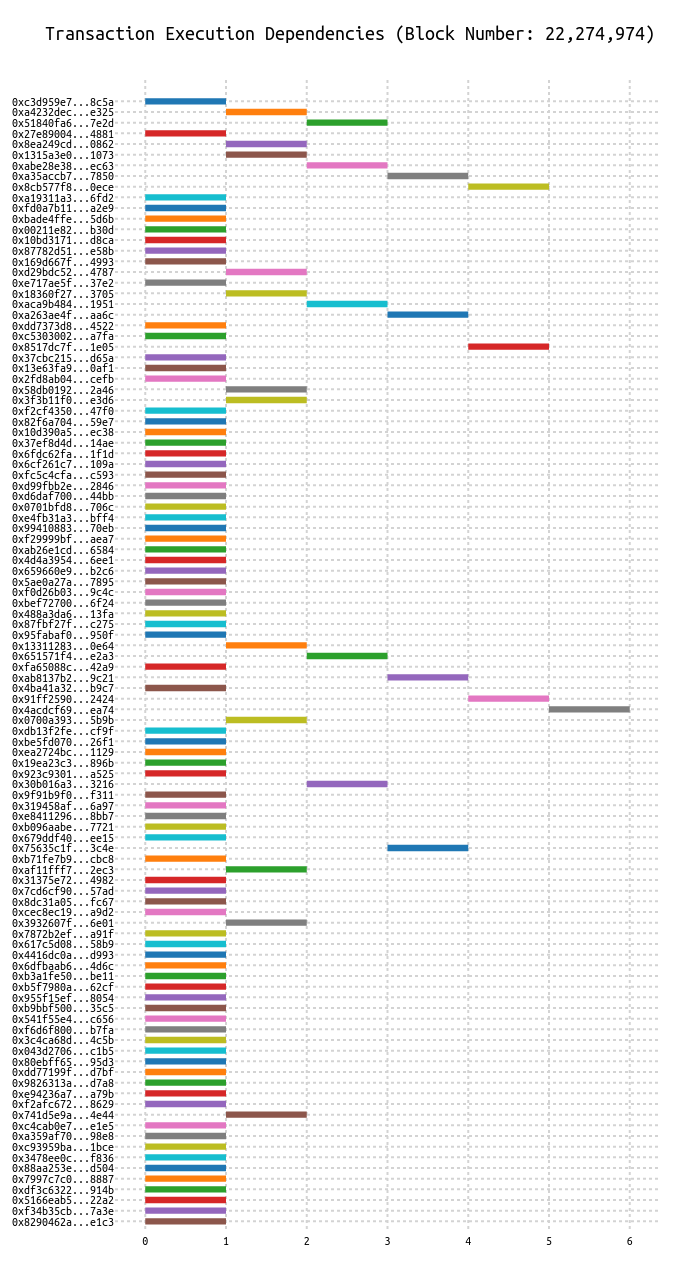 Transaction Execution Dependencies (Block Number: 22,274,974)
0xc3d959e7...8c5a
0xa4232dec...e325
0x51840fa6...7e2d
0x27e89004...4881
0x8ea249cd...0862
0x1315a3e0...1073
0xabe28e38...ec63
0xa35accb7...7850
0x8cb577f8...0ece
0xa19311a3...6fd2
0xfd0a7b11...a2e9
0xbade4ffe...5d6b
0x00211e82...b30d
0x10bd3171...d8ca
0x87782d51...e58b
0x169d667f...4993
0xd29bdc52...4787
0xe717ae5f...37e2
0x18360f27...3705
0xaca9b484...1951
0xa263ae4f...aa6c
0xdd7373d8...4522
0xc5303002...a7fa
0x8517dc7f...1e05
0x37cbc215...d65a
0x13e63fa9...0af1
0x2fd8ab04...cefb
0x58db0192...2a46
0x3f3b11f0...e3d6
0xf2cf4350...47f0
0x82f6a704...59e7
0x10d390a5...ec38
0x37ef8d4d...14ae
0x6fdc62fa...1f1d
0x6cf261c7...109a
0xfc5c4cfa...c593
0xd99fbb2e...2846
0xd6daf700...44bb
0x0701bfd8...706c
0xe4fb31a3...bff4
0x99410883...70eb
0xf29999bf...aea7
0xab26e1cd...6584
0x4d4a3954...6ee1
0x659660e9...b2c6
0x5ae0a27a...7895
0xf0d26b03...9c4c
0xbef72700...6f24
0x488a3da6...13fa
0x87fbf27f...c275
0x95fabaf0...950f
0x13311283...0e64
0x651571f4...e2a3
0xfa65088c...42a9
0xab8137b2...9c21
0x4ba41a32...b9c7
0x91ff2590...2424
0x4acdcf69...ea74
0x0700a393...5b9b
0xdb13f2fe...cf9f
0xbe5fd070...26f1
0xea2724bc...1129
0x19ea23c3...896b
0x923c9301...a525
0x30b016a3...3216
0x9f91b9f0...f311
0x319458af...6a97
0xe8411296...8bb7
0xb096aabe...7721
0x679ddf40...ee15
0x75635c1f...3c4e
0xb71fe7b9...cbc8
0xaf11fff7...2ec3
0x31375e72...4982
0x7cd6cf90...57ad
0x8dc31a05...fc67
0xcec8ec19...a9d2
0x3932607f...6e01
0x7872b2ef...a91f
0x617c5d08...58b9
0x4416dc0a...d993
0x6dfbaab6...4d6c
0xb3a1fe50...be11
0xb5f7980a...62cf
0x955f15ef...8054
0xb9bbf500...35c5
0x541f55e4...c656
0xf6d6f800...b7fa
0x3c4ca68d...4c5b
0x043d2706...c1b5
0x80ebff65...95d3
0xdd77199f...d7bf
0x9826313a...d7a8
0xe94236a7...a79b
0xf2afc672...8629
0x741d5e9a...4e44
0xc4cab0e7...e1e5
0xa359af70...98e8
0xc93959ba...1bce
0x3478ee0c...f836
0x88aa253e...d504
0x7997c7c0...8887
0xdf3c6322...914b
0x5166eab5...22a2
0xf34b35cb...7a3e
0x8290462a...e1c3
0 1 2 3 4 5 6